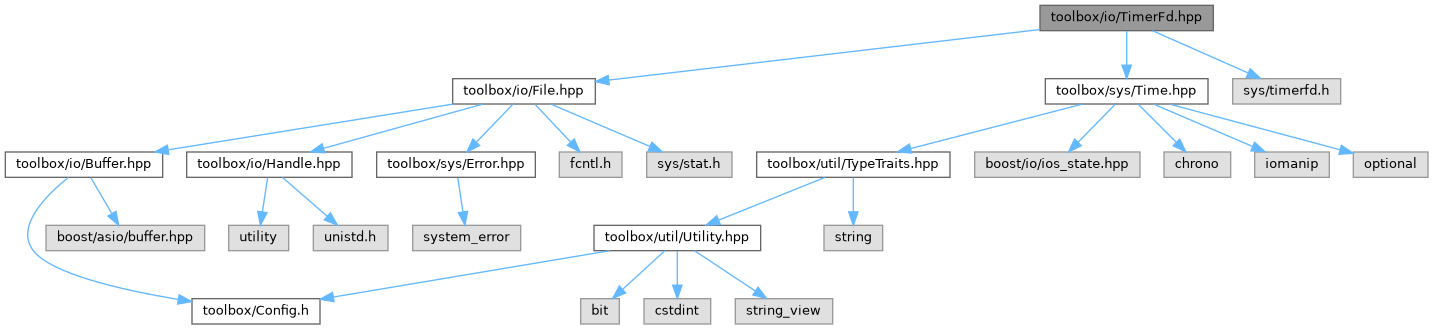 toolbox/io/TimerFd.hpp
toolbox/io/File.hpp
toolbox/sys/Time.hpp
sys/timerfd.h
toolbox/io/Buffer.hpp
toolbox/io/Handle.hpp
toolbox/sys/Error.hpp
fcntl.h
sys/stat.h
toolbox/util/TypeTraits.hpp
boost/io/ios_state.hpp
chrono
iomanip
optional
boost/asio/buffer.hpp
utility
unistd.h
system_error
toolbox/util/Utility.hpp
string
toolbox/Config.h
bit
cstdint
string_view